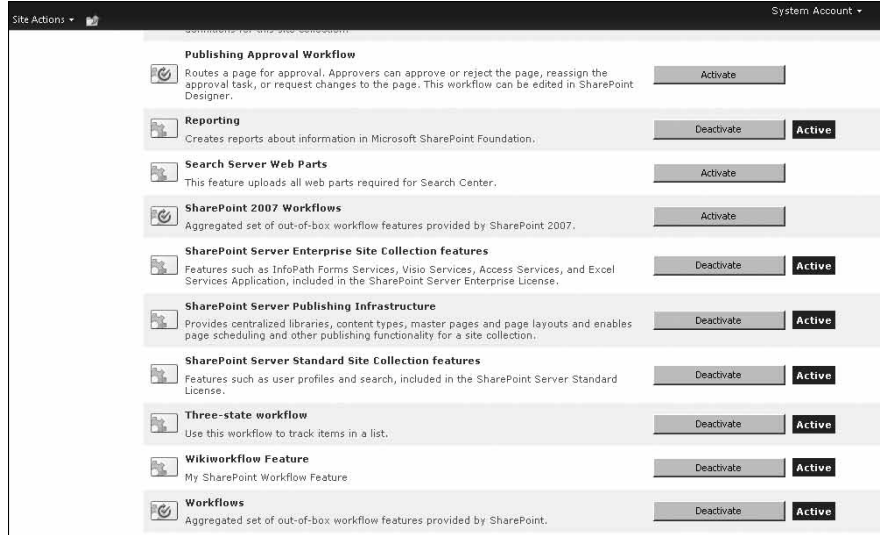 System Account
Site Actions
definitions for this site collection.
Publishing Approval Workflow
Routes a page for approval. Approvers can approve or reject the page, reassign the
approval task, or request changes to the page. This workflow can be edited in SharePoint
Designer.
Activate
Reporting
Creates reports about information in Microsoft SharePoint Foundation.
Deactivate Active
Search Server Web Parts
This feature uploads all web parts required for Search Center.
Activate
SharePoint 2007 Workflows
Aggregated set of out-of-box workflow features provided by SharePoint 2007.
Activate
SharePoint Server Enterprise Site Collection features
Features such as InfoPath Forms Services, Visio Services, Access Services, and Excel
Services Application, included in the SharePoint Server Enterprise License.
Deactivate Active
SharePoint Server Publishing Infrastructure
Provides centralized libraries, content types, master pages and page layouts and enables
page scheduling and other publishing functionality for a site collection.
Deactivate Active
SharePoint Server Standard Site Collection features
Features such as user profiles and search, included in the SharePoint Server Standard
License.
Deactivate Active
Three-state workflow
Use this workflow to track items in a list.
Deactivate Active
Wikiworkflow Feature
My SharePoint Workflow Feature
Deactivate Active
Workflows
Aggregated set of out-of-box workflow features provided by SharePoint.
Deactivate Active